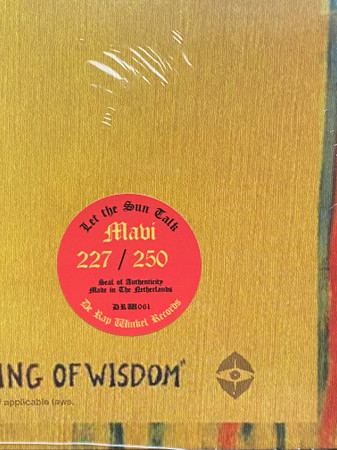 Let the Sun Talk
Mavi
227 / 250
Seal of Authenticity
Made in The Netherlands
DRW061
De Rap Winkel Records
ING OF WISDOM"
applicable laws.